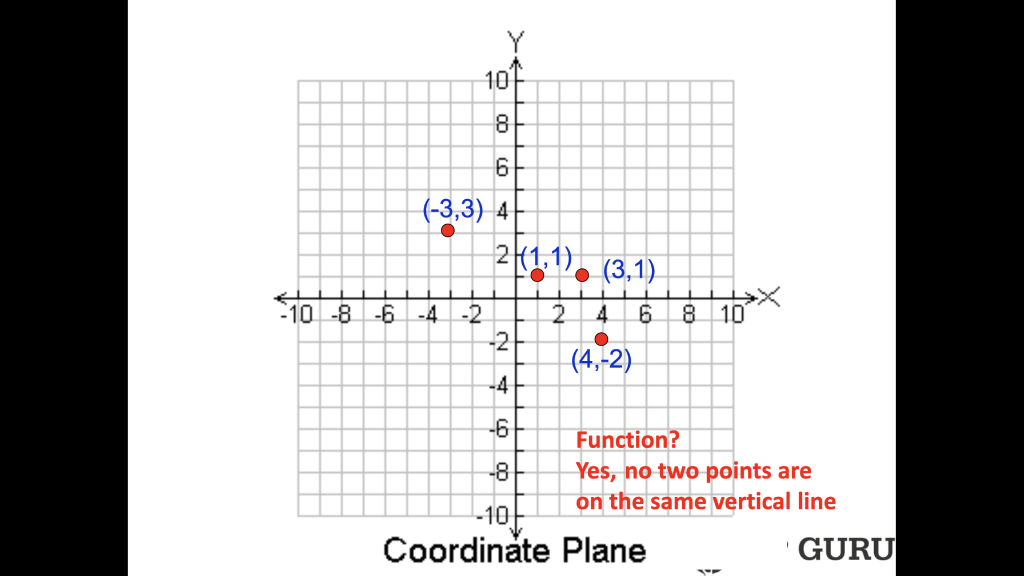 Y
10
8
6
(-3,3) 4
2 (1,1) (3,1)
X
-10 -8 -6 -4 -2 2 4 6 8 10
-2
(4,-2)
-4
-6
Function?
-8
Yes, no two points are
on the same vertical line
-10
Coordinate Plane
GURU